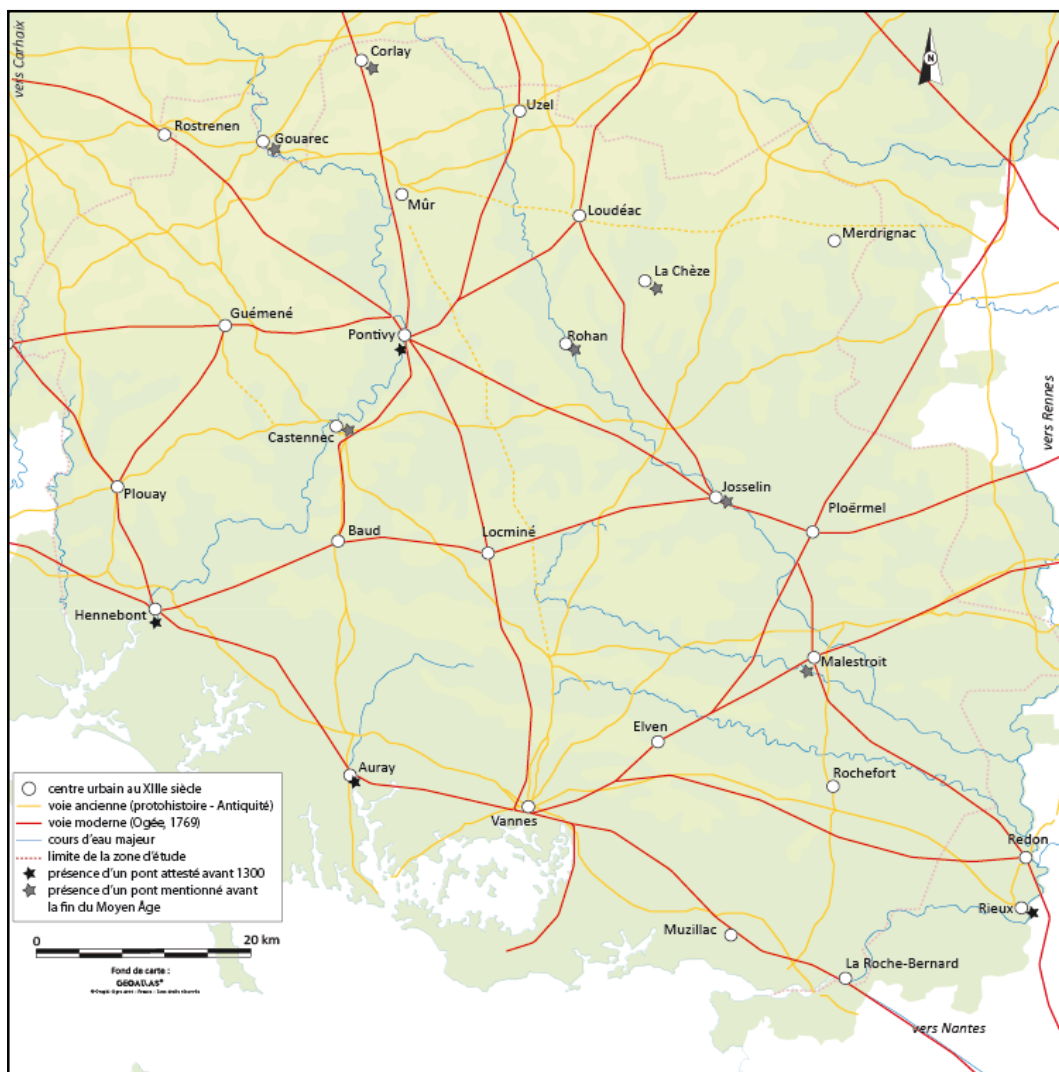 vers Carhaix
Corlay
N
Uzel
Rostrenen
Gouarec
Mûr
Loudéac
Merdrignac
La Chèze
Guémené
Pontivy
Rohan
vers Rennes
Castennec
Plouay
Josselin
Ploërmel
Baud
Locminé
Hennebont
Malestroit
Elven
Auray
Rochefort
Vannes
Redon
Rieux
Muzillac
La Roche-Bernard
vers Nantes
centre urbain au XIIIe siècle
voie ancienne (protohistoire - Antiquité)
voie moderne (Ogée, 1769)
cours d'eau majeur
limite de la zone d'étude
présence d'un pont attesté avant 1300
présence d'un pont mentionné avant
la fin du Moyen Âge
0 20 km
Fond de carte :
GEOATLAS®